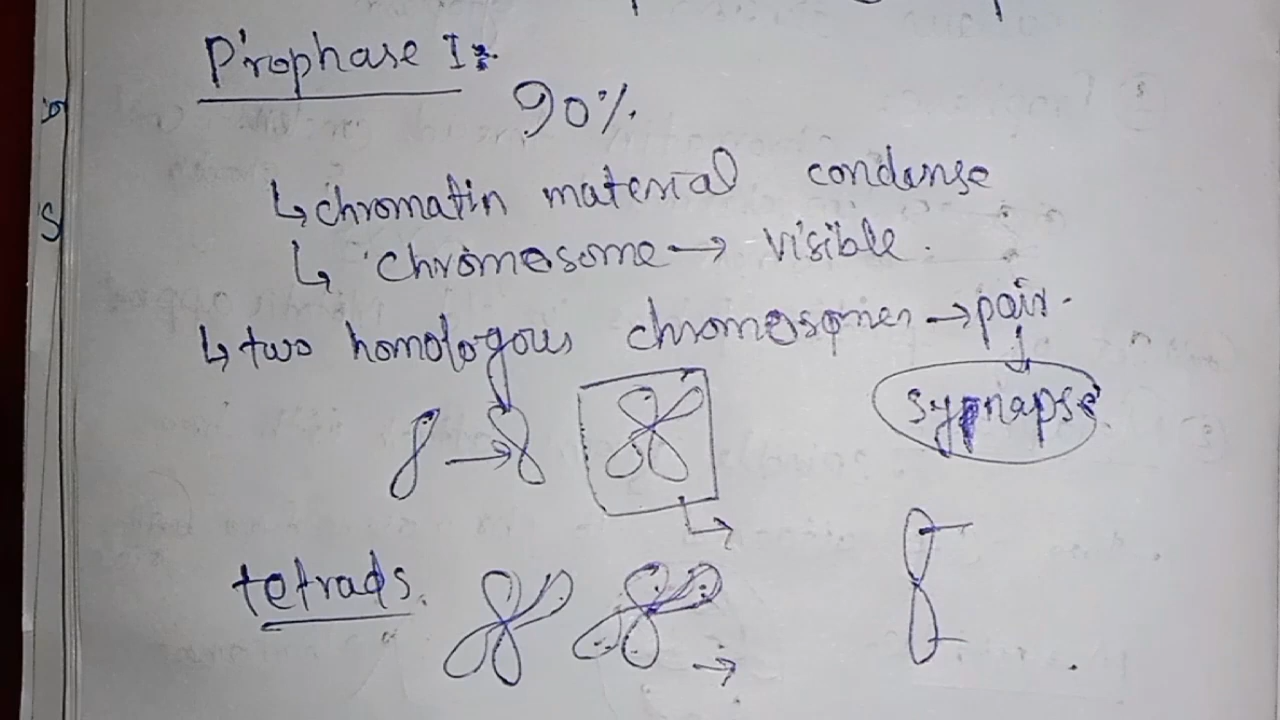 Prophase I:
90%
↳ chromatin material condense
↳ chromosome → visible.
↳ two homologous chromosomes → pair.
synapse
tetrads.